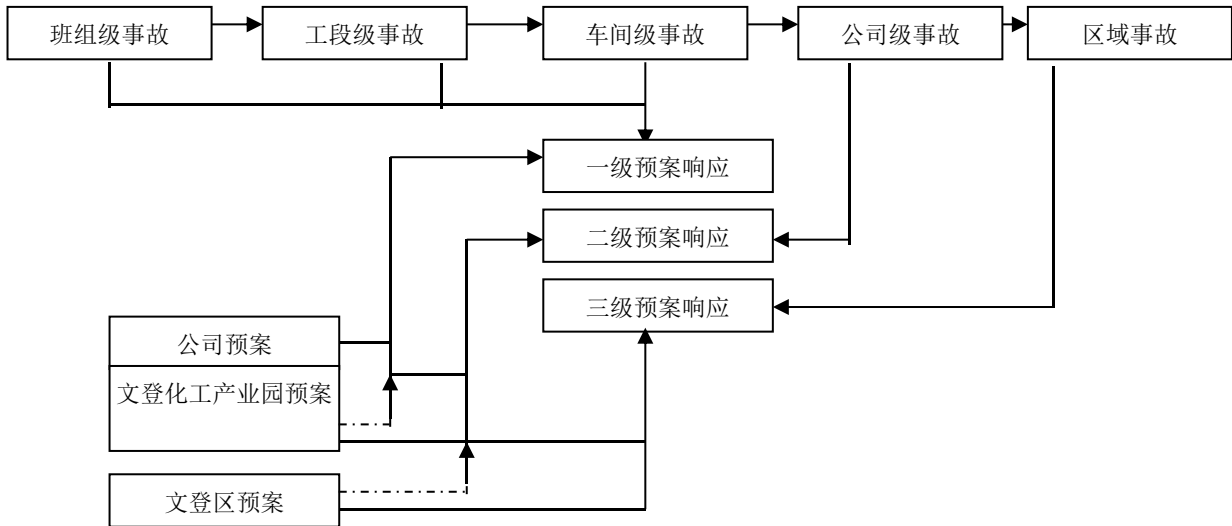 班组级事故
工段级事故
车间级事故
公司级事故
区域事故
一级预案响应
二级预案响应
三级预案响应
公司预案
文登化工产业园预案
文登区预案